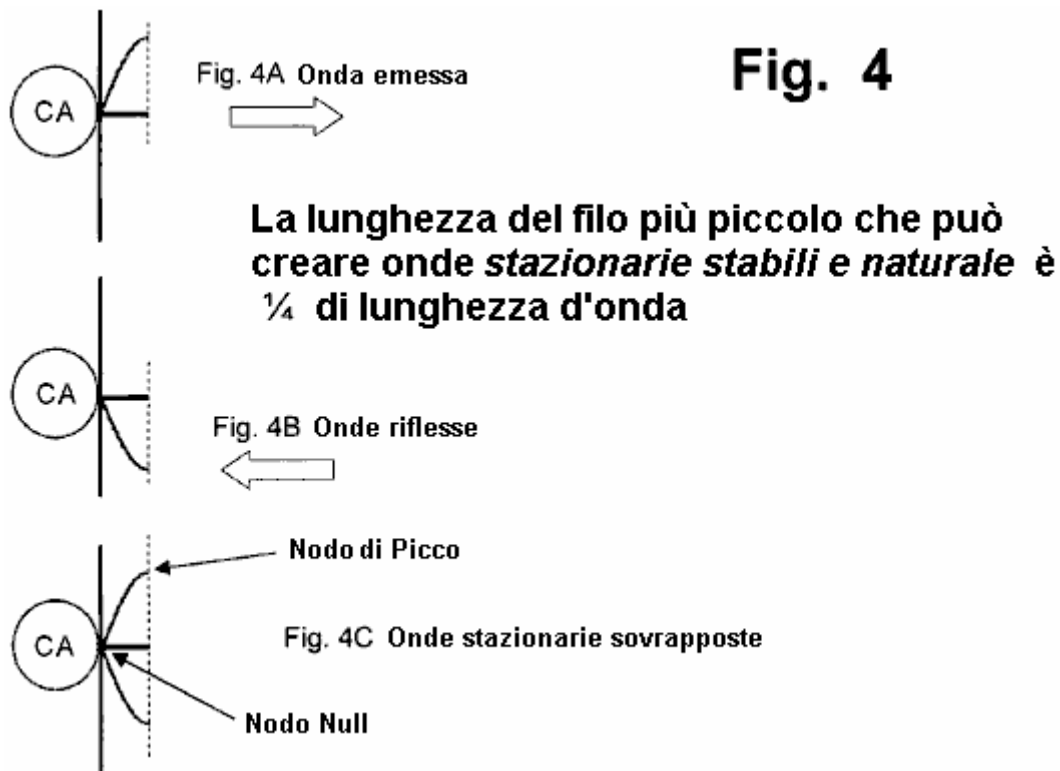 Fig. 4
CA
Fig. 4A Onda emessa
La lunghezza del filo più piccolo che può
creare onde stazionarie stabili e naturale è
¼ di lunghezza d'onda
CA
Fig. 4B Onde riflesse
Nodo di Picco
CA
Fig. 4C Onde stazionarie sovrapposte
Nodo Null